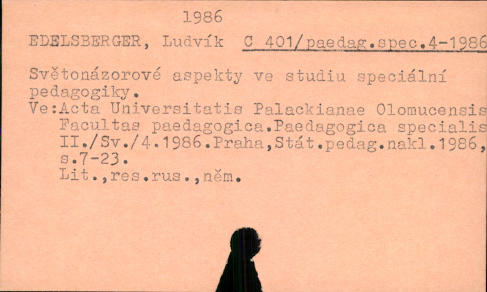 1986
EDELSBERGER, Ludvík C 401/paedag.spec.4-1986
Světonázorové aspekty ve studiu speciální
pedagogiky.
Ve:Acta Universitatis Palackianae Olomucensis
Facultas paedagogica.Paedagogica specialis
II./Sv./4.1986.Praha,Stát.pedag.nakl.1986,
s.7-23.
Lit.,res.rus.,něm.